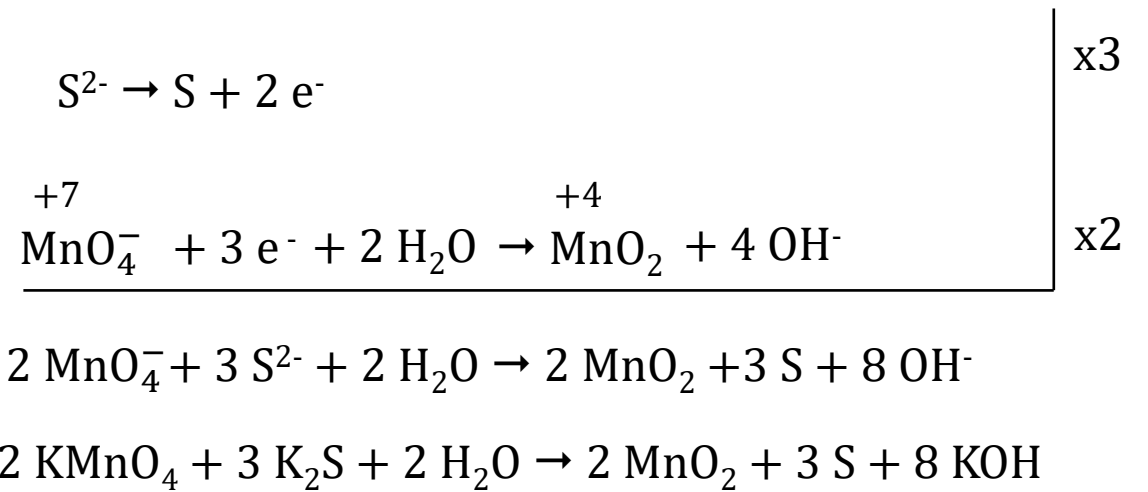 x3
S²⁻ → S + 2 e⁻
+7 +4
MnO₄⁻ + 3 e⁻ + 2 H₂O → MnO₂ + 4 OH⁻
x2
2 MnO₄⁻ + 3 S²⁻ + 2 H₂O → 2 MnO₂ +3 S + 8 OH⁻
2 KMnO₄ + 3 K₂S + 2 H₂O → 2 MnO₂ + 3 S + 8 KOH